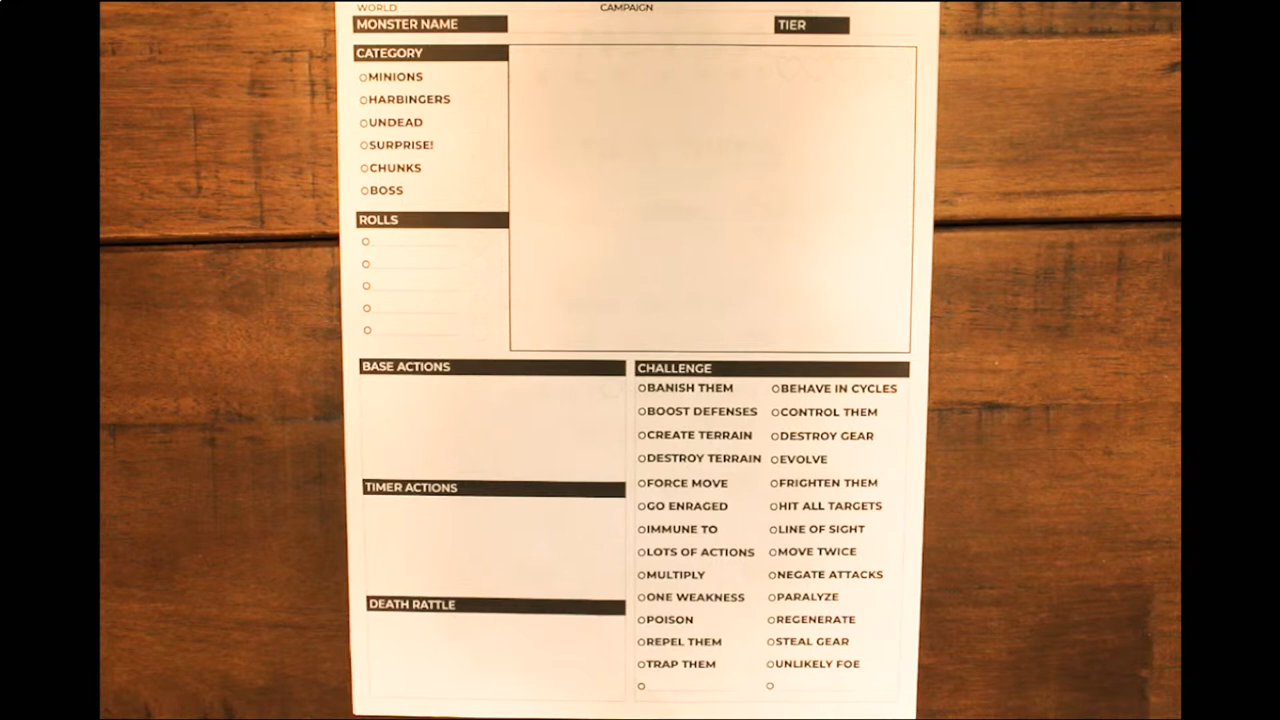 WORLD CAMPAIGN
MONSTER NAME TIER
CATEGORY
MINIONS
HARBINGERS
UNDEAD
SURPRISE!
CHUNKS
BOSS
ROLLS
BASE ACTIONS
TIMER ACTIONS
DEATH RATTLE
CHALLENGE
BANISH THEM BEHAVE IN CYCLES
BOOST DEFENSES CONTROL THEM
CREATE TERRAIN DESTROY GEAR
DESTROY TERRAIN EVOLVE
FORCE MOVE FRIGHTEN THEM
GO ENRAGED HIT ALL TARGETS
IMMUNE TO LINE OF SIGHT
LOTS OF ACTIONS MOVE TWICE
MULTIPLY NEGATE ATTACKS
ONE WEAKNESS PARALYZE
POISON REGENERATE
REPEL THEM STEAL GEAR
TRAP THEM UNLIKELY FOE